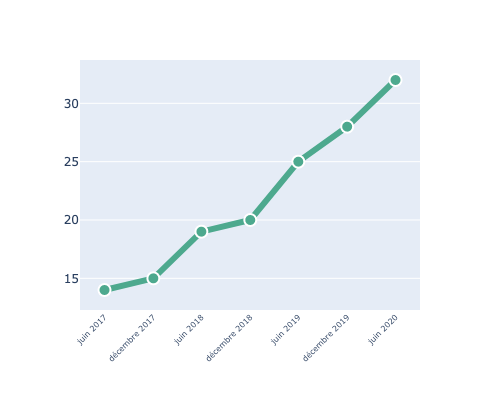 30
25
20
15
juin 2017
décembre 2017
juin 2018
décembre 2018
juin 2019
décembre 2019
juin 2020